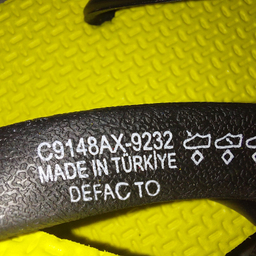 C9148AX-9232
MADE IN TÜRKİYE
DEFACTO